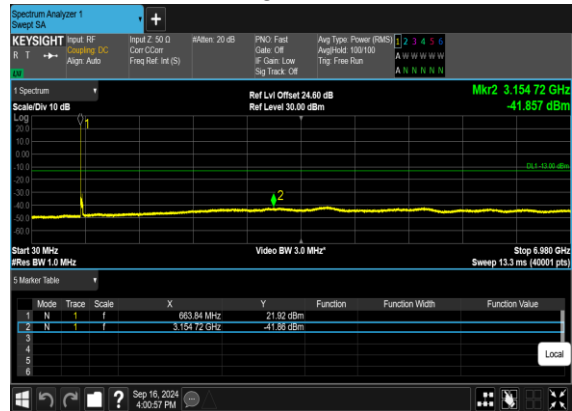 Spectrum Analyzer 1
Swept SA
+
KEYSIGHT Input: RF Input Z: 50 Ω #Atten: 20 dB PNO: Fast Avg Type: Power (RMS) 1 2 3 4 5 6
R T Coupling: DC Corr CCorr Gate: Off Avg|Hold: 100/100 A W W W W W
Align: Auto Freq Ref: Int (S) IF Gain: Low Trig: Free Run
Sig Track: Off A N N N N N
1 Spectrum Ref Lvl Offset 24.60 dB Mkr2 3.154 72 GHz
Scale/Div 10 dB Ref Level 30.00 dBm -41.857 dBm
Log
1
20.0
10.0
0.00
-10.0 DL1 -13.00 dBm
-20.0
-30.0
2
-40.0
-50.0
-60.0
Start 30 MHz Video BW 3.0 MHz* Stop 6.980 GHz
#Res BW 1.0 MHz Sweep 13.3 ms (40001 pts)
5 Marker Table
Mode Trace Scale X Y Function Function Width Function Value
1 N 1 f 663.84 MHz 21.92 dBm
2 N 1 f 3.154 72 GHz -41.86 dBm
3
4
5
6
Local
?
Sep 16, 2024
4:00:57 PM